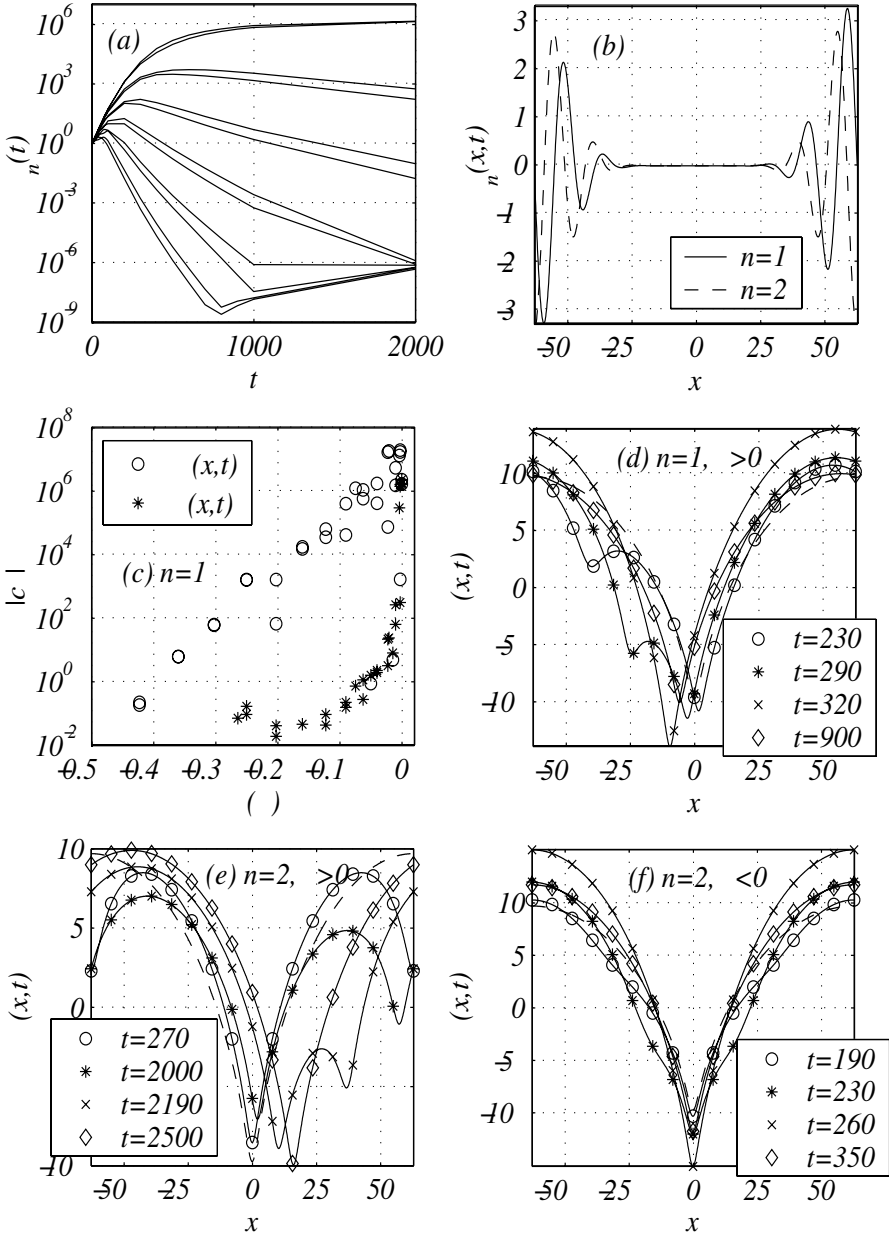 (a)
10^6
10^3
10^0
10^-2
10^-6
10^-9
n(t)
0
1000
2000
t
(b)
3
2
1
0
-1
-2
-3
n(x,t)
n=1
n=2
-50
-25
0
25
50
x
10^8
10^6
10^4
10^2
10^0
10^-2
|c |
(x,t)
(x,t)
(c) n=1
-0.5
-0.4
-0.3
-0.2
-0.1
0
( )
(d) n=1, >0
10
5
0
-5
-10
(x,t)
t=230
t=290
t=320
t=900
-50
-25
0
25
50
x
(e) n=2, >0
10
5
0
-5
-10
(x,t)
t=270
t=2000
t=2190
t=2500
-50
-25
0
25
50
x
(f) n=2, <0
10
5
0
-5
-10
(x,t)
t=190
t=230
t=260
t=350
-50
-25
0
25
50
x